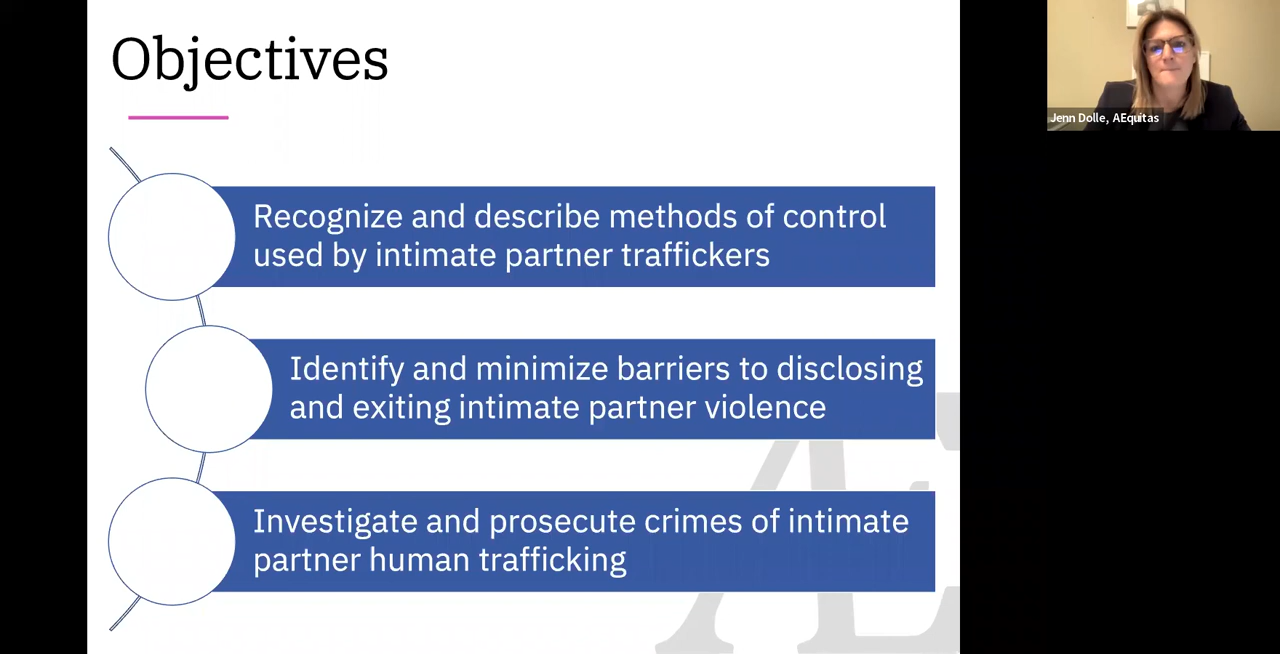 Objectives
Recognize and describe methods of control
used by intimate partner traffickers
Identify and minimize barriers to disclosing
and exiting intimate partner violence
Investigate and prosecute crimes of intimate
partner human trafficking
Æ
Jenn Dolle, AEquitas